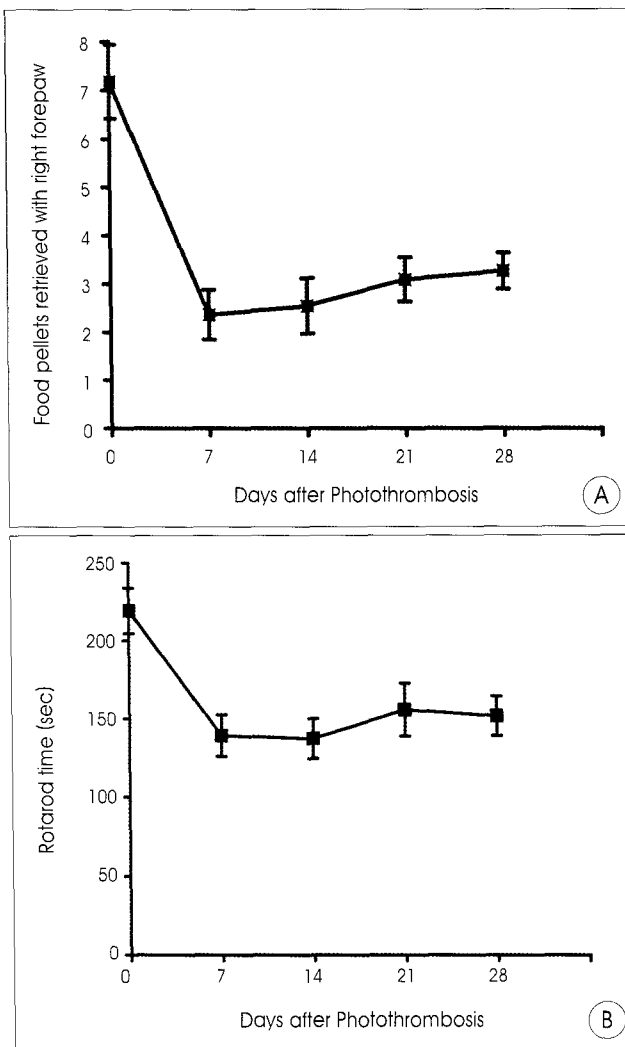 8
7
6
5
4
3
2
1
0
Food pellets retrieved with right forepaw
0 7 14 21 28
Days after Photothrombosis
A
250
200
150
100
50
0
Rotarod time (sec)
0 7 14 21 28
Days after Photothrombosis
B